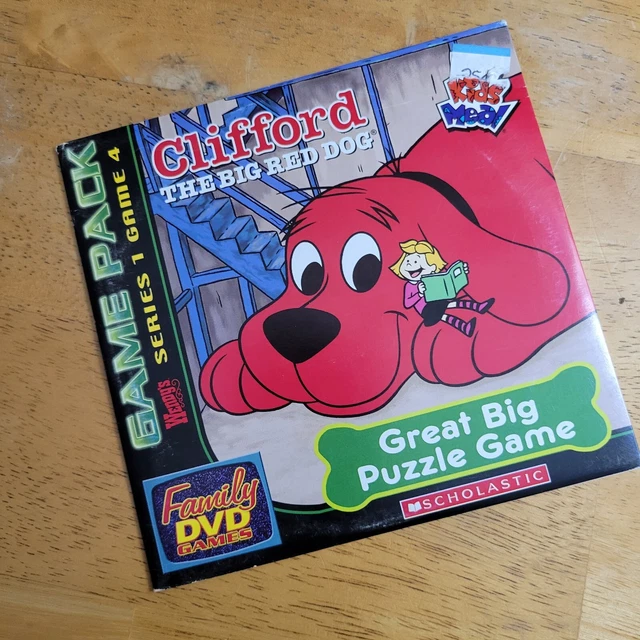 GAME PACK
SERIES 1 GAME 4
Wendy's
Clifford
THE BIG RED DOG®
Kids
Meal
Great Big
Puzzle Game
SCHOLASTIC
Family
DVD
GAMES